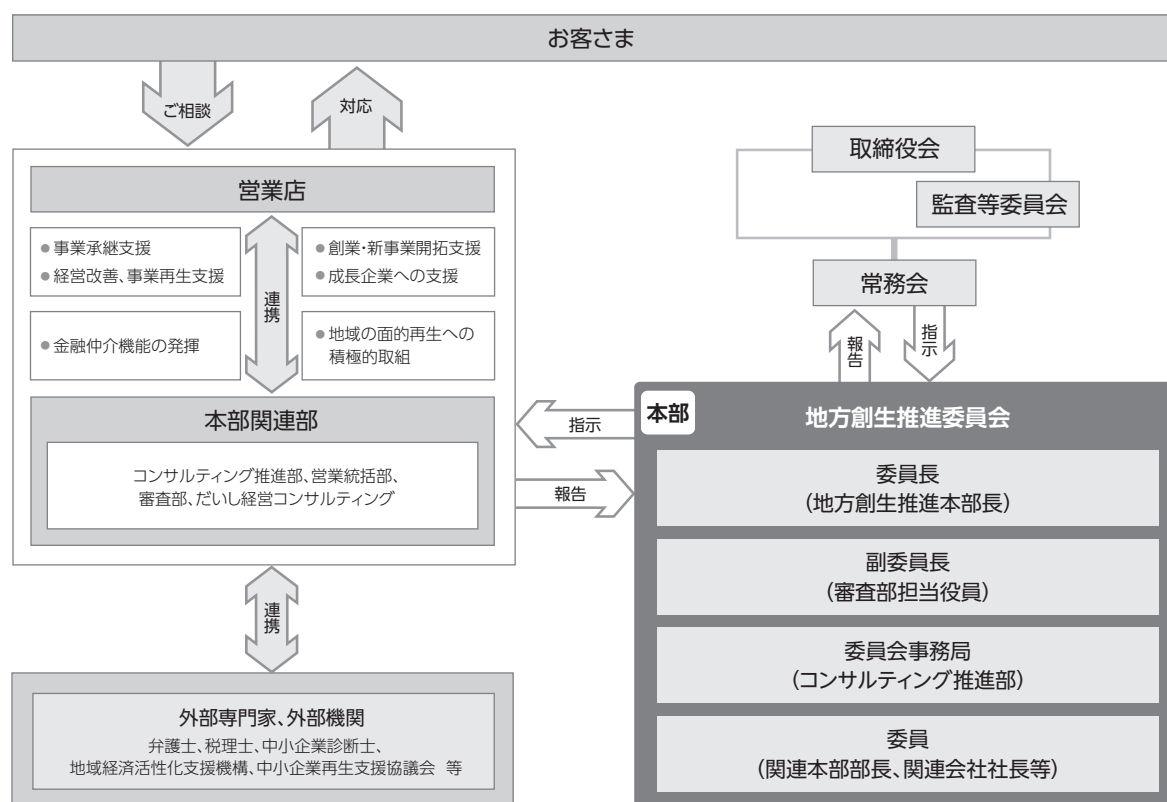 お客さま
ご相談
対応
営業店
●事業承継支援
●経営改善、事業再生支援
●創業・新事業開拓支援
●成長企業への支援
連携
●金融仲介機能の発揮
●地域の面的再生への
積極的取組
本部関連部
コンサルティング推進部、営業統括部、
審査部、だいし経営コンサルティング
連携
外部専門家、外部機関
弁護士、税理士、中小企業診断士、
地域経済活性化支援機構、中小企業再生支援協議会 等
取締役会
監査等委員会
常務会
報告
指示
指示
報告
本部
地方創生推進委員会
委員長
(地方創生推進本部長)
副委員長
(審査部担当役員)
委員会事務局
(コンサルティング推進部)
委員
(関連本部部長、関連会社社長等)